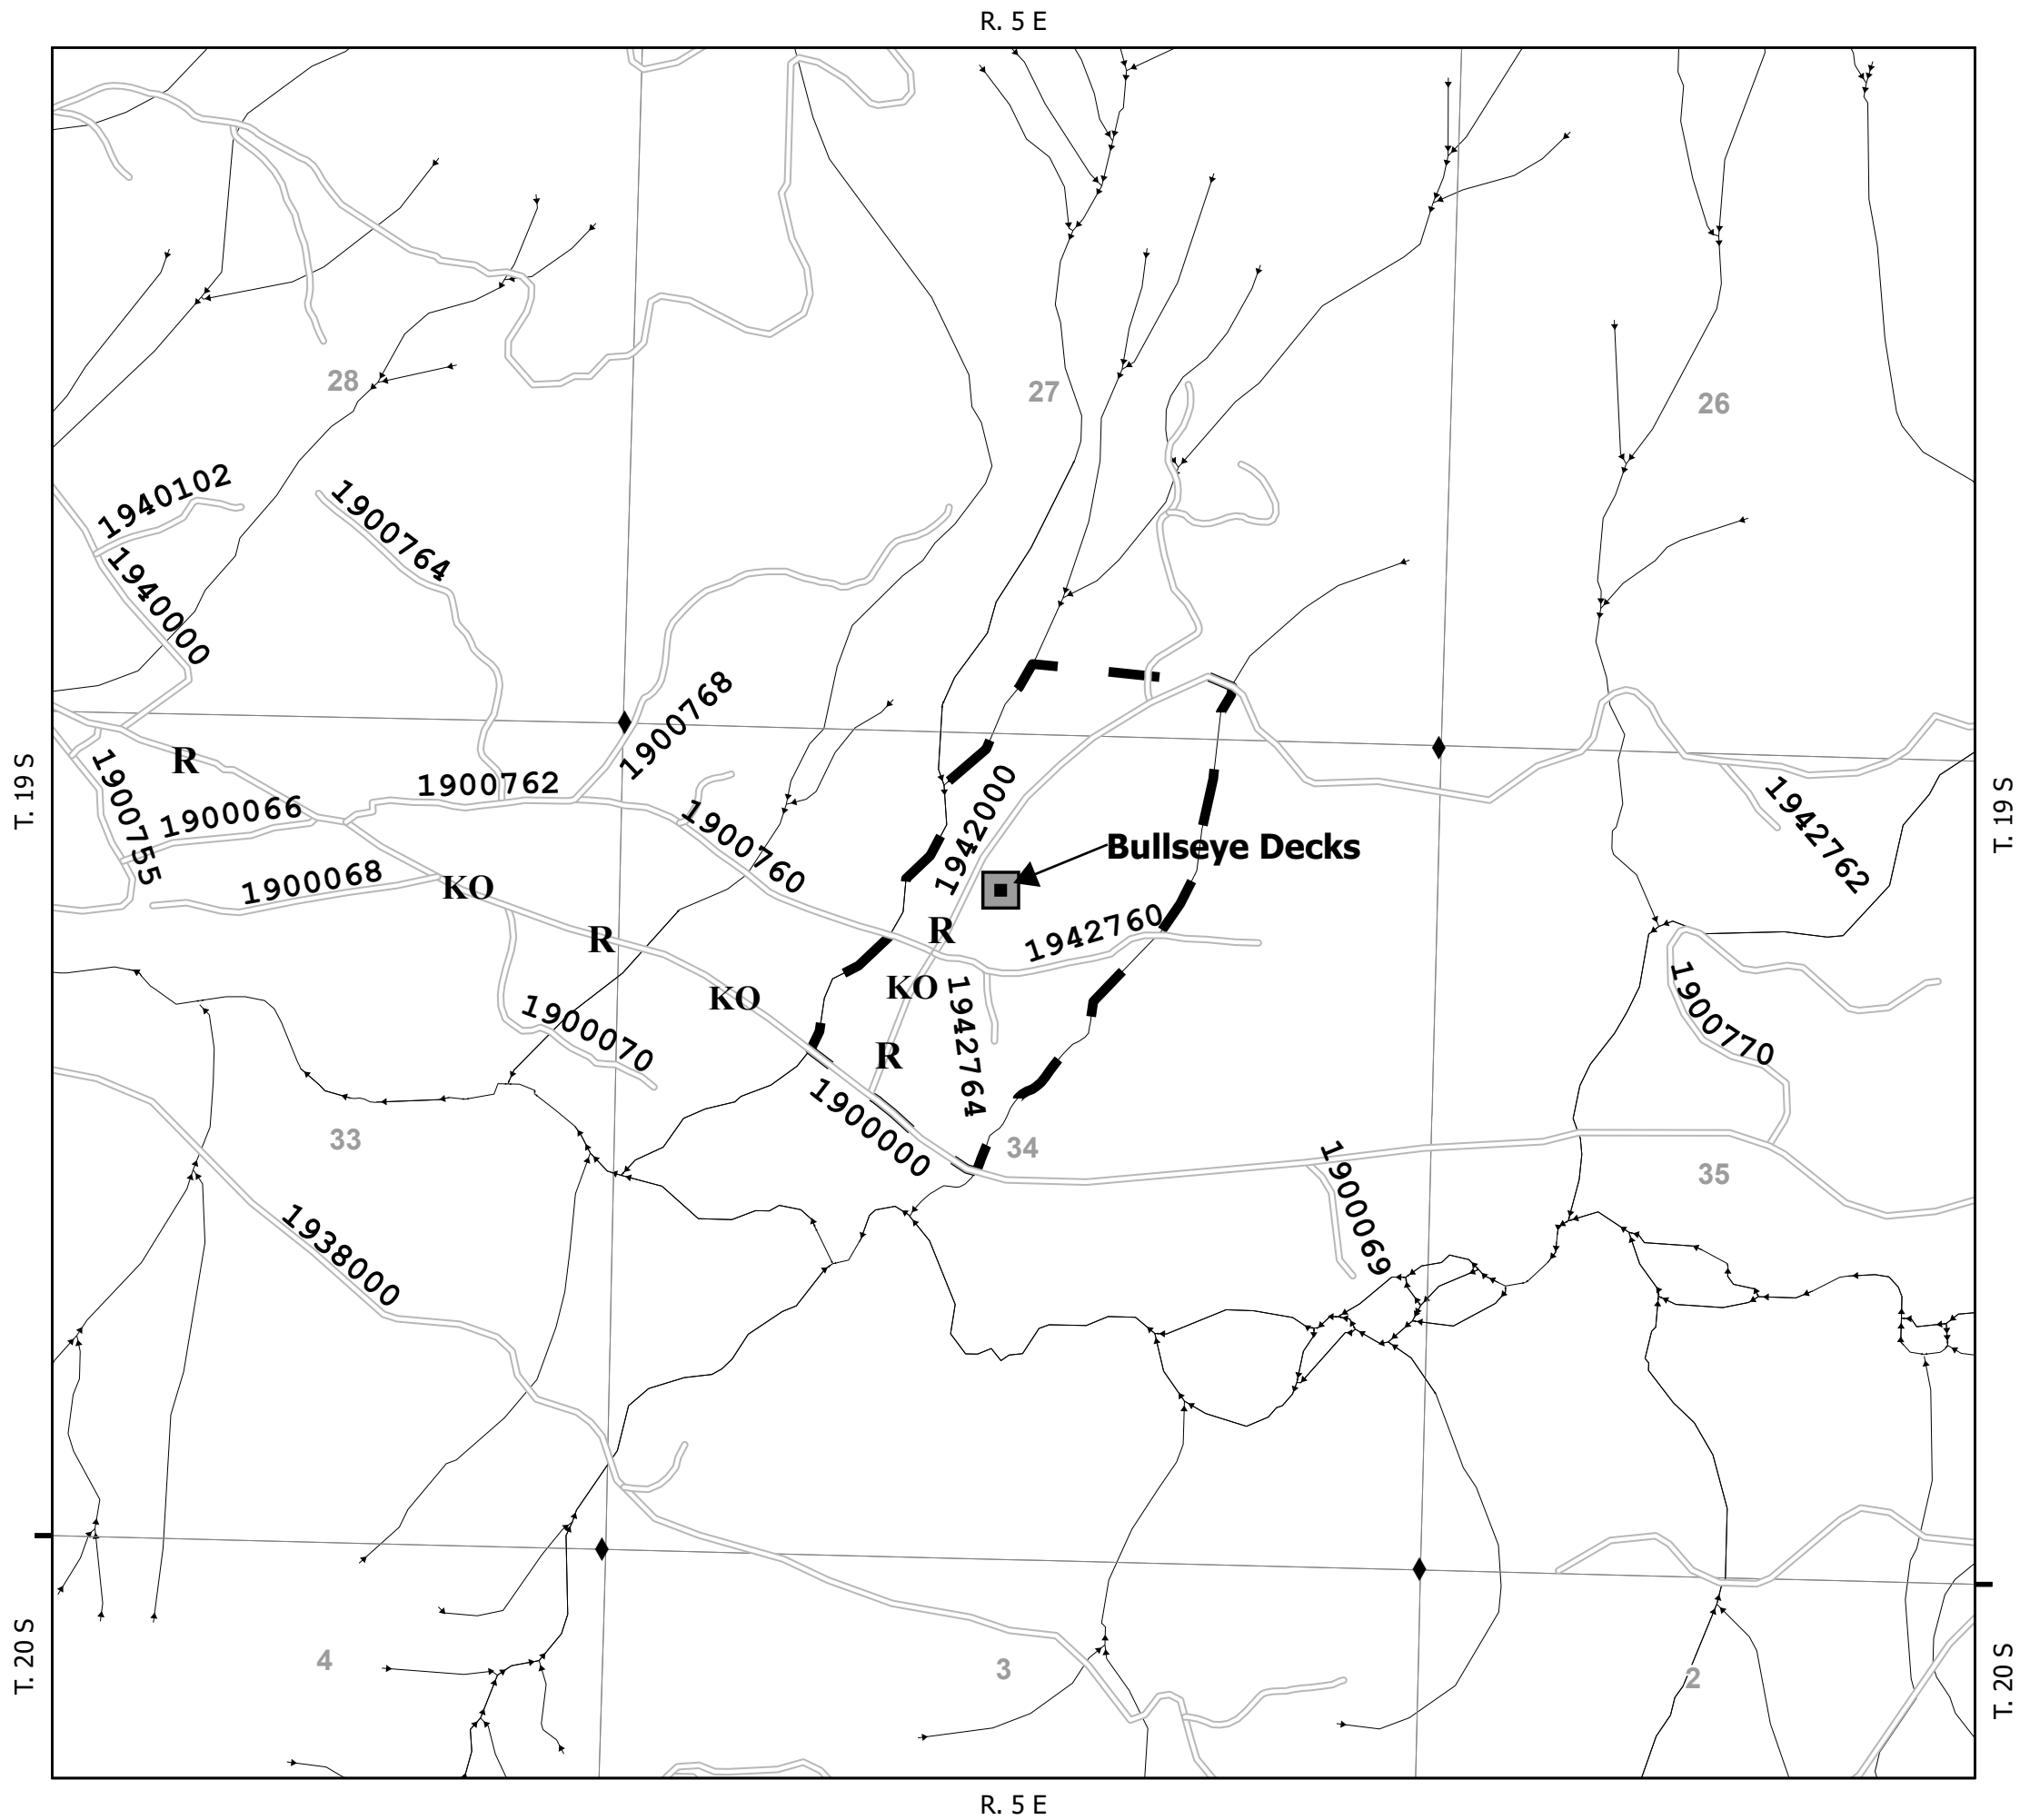 R. 5 E
28
27
26
1940102
1900764
1940000
1900768
T. 19 S
R
1900755
1900066
1900762
1900760
1942000
Bullseye Decks
1942762
T. 19 S
1900068
KO
R
R
1942760
KO
KO
1942764
1900070
R
1900770
1900000
33
34
35
1900069
1938000
T. 20 S
4
3
2
T. 20 S
R. 5 E